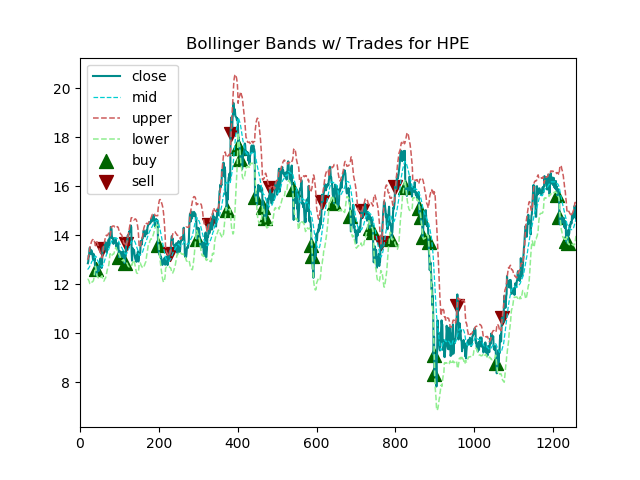 Bollinger Bands w/ Trades for HPE
close
mid
upper
lower
buy
sell
20
18
16
14
12
10
8
0 200 400 600 800 1000 1200